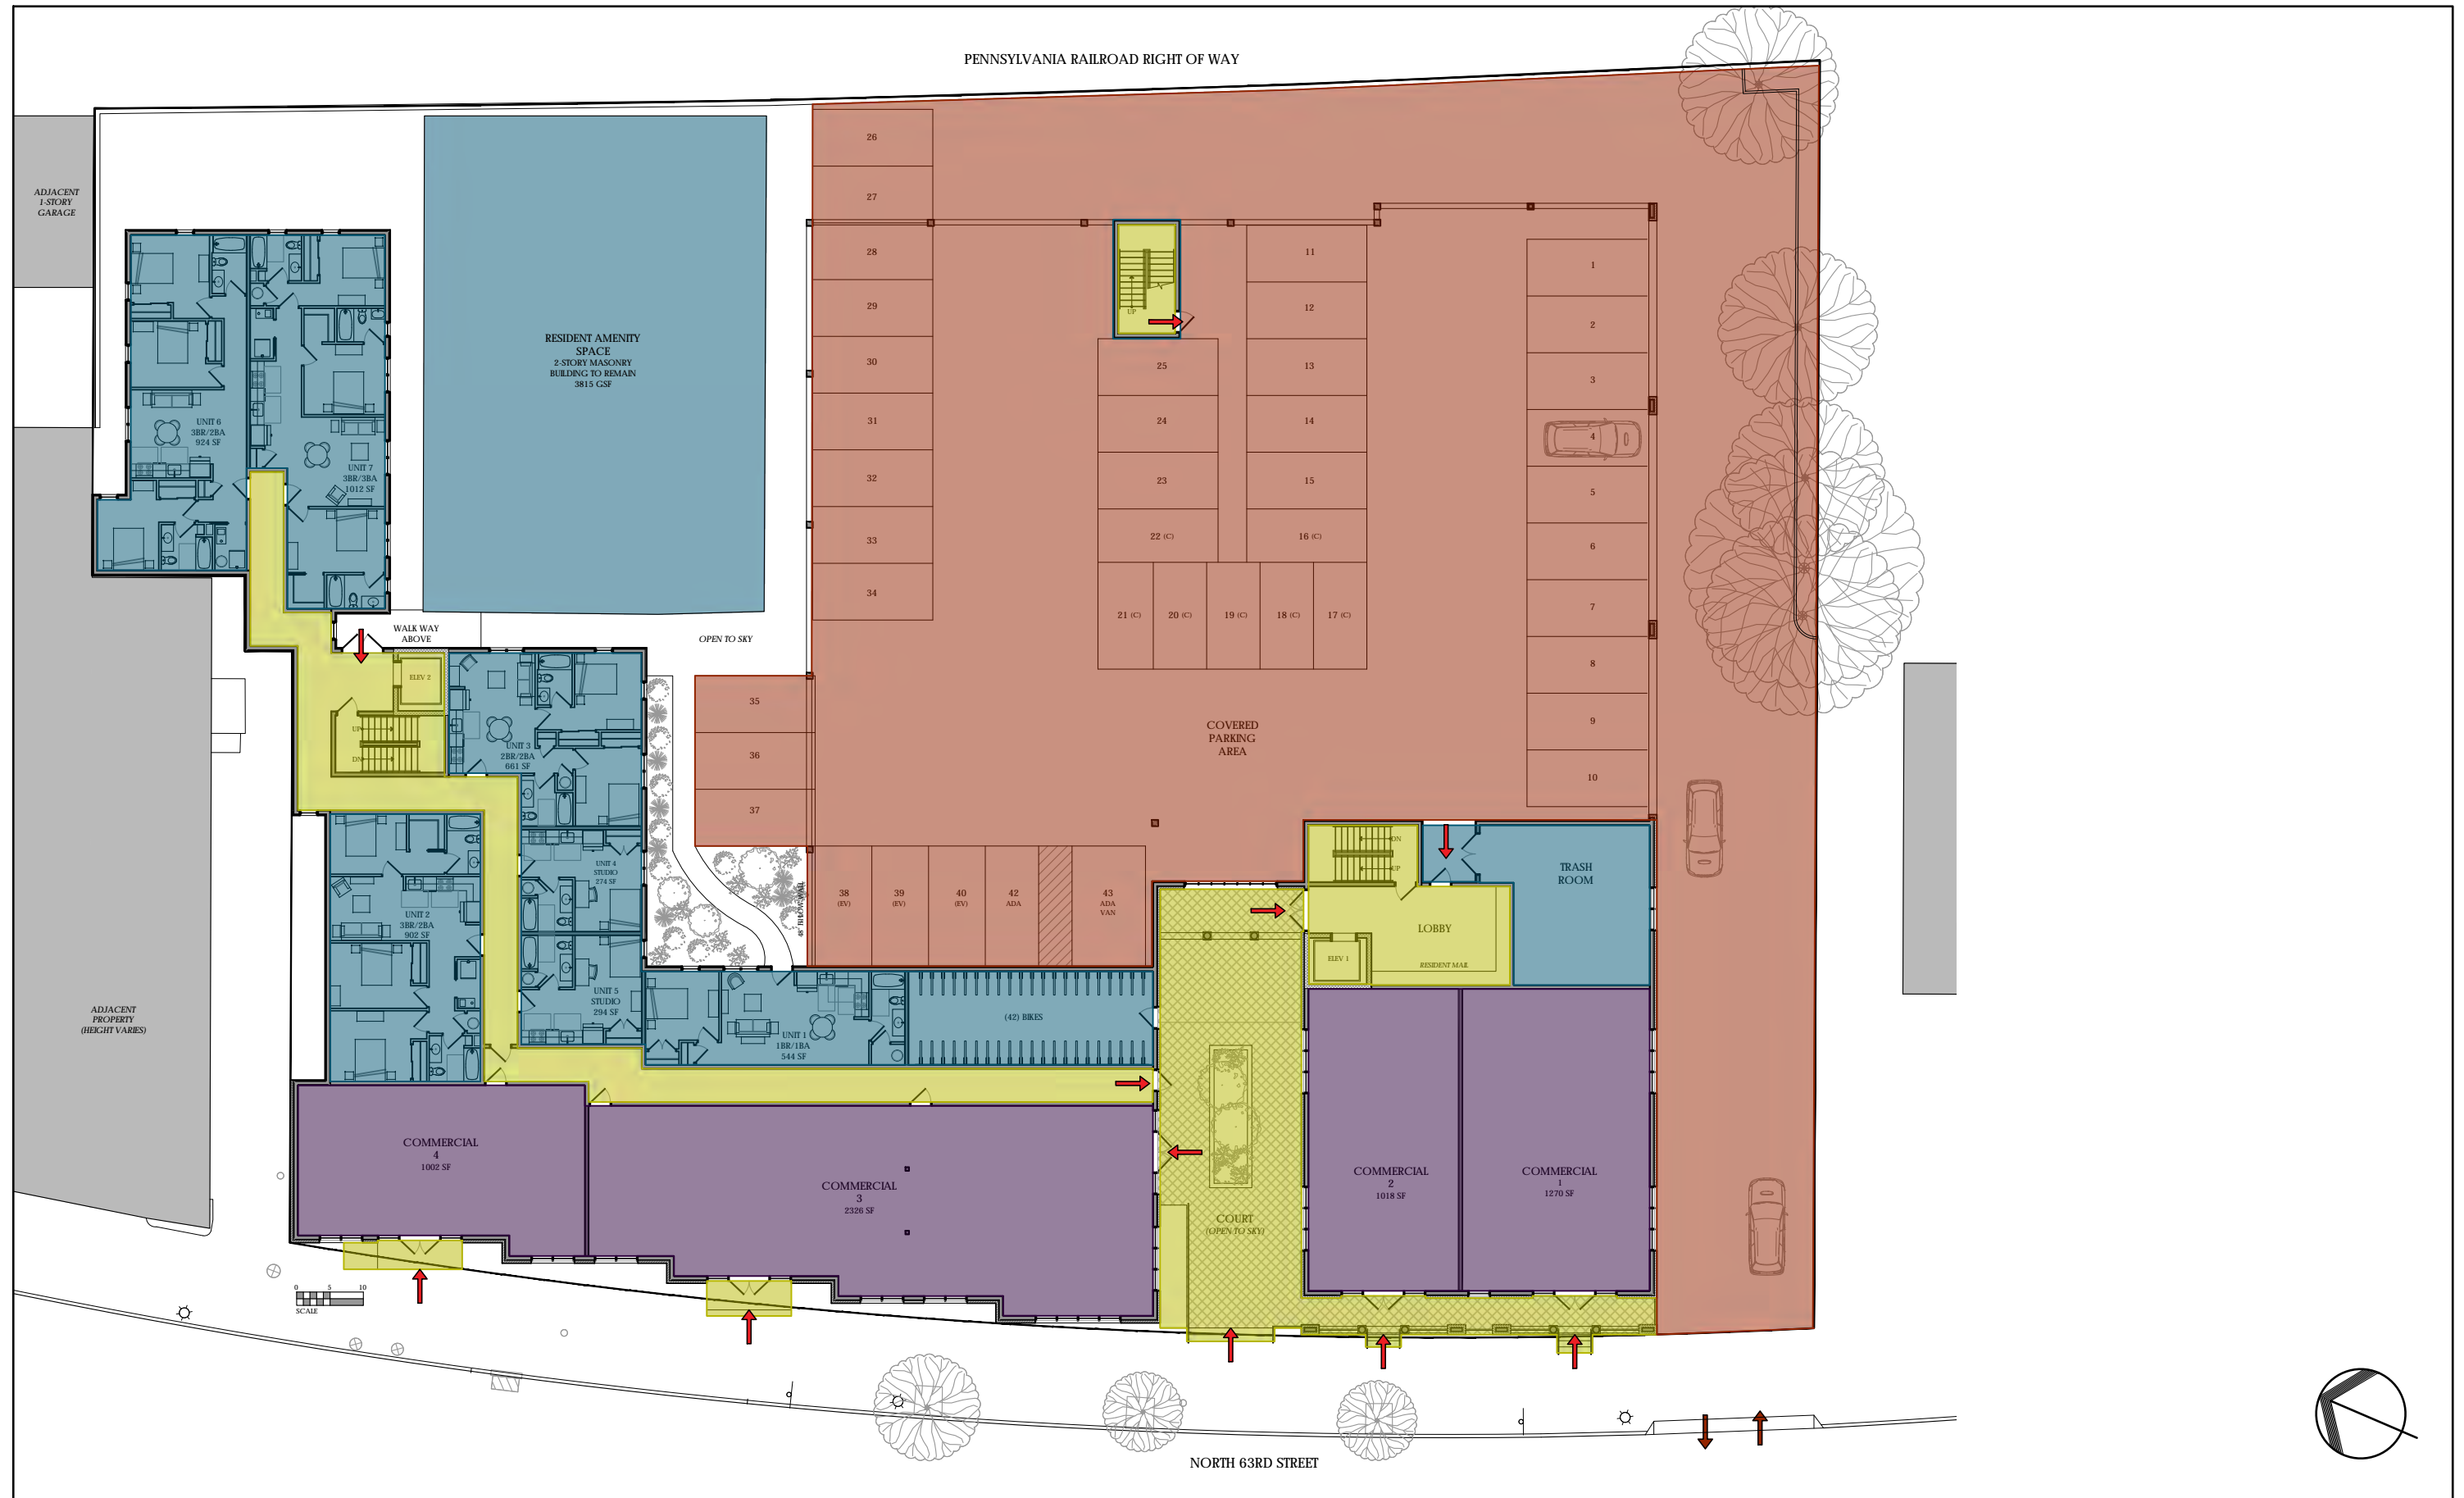 PENNSYLVANIA RAILROAD RIGHT OF WAY
ADJACENT
1-STORY
GARAGE
RESIDENT AMENITY
SPACE
2-STORY MASONRY
BUILDING TO REMAIN
3815 GSF
UNIT 6
3BR/2BA
924 SF
UNIT 7
3BR/3BA
1012 SF
WALK WAY
ABOVE
OPEN TO SKY
ELEV 2
UP
DN
UNIT 3
2BR/2BA
661 SF
UNIT 4
STUDIO
274 SF
UNIT 2
3BR/2BA
902 SF
UNIT 5
STUDIO
294 SF
UNIT 1
1BR/1BA
544 SF
(42) BIKES
26
27
28
29
30
31
32
33
34
35
36
37
38
(EV)
39
(EV)
40
(EV)
42
ADA
43
ADA
VAN
UP
25
24
23
22 (C)
21 (C)
20 (C)
19 (C)
18 (C)
17 (C)
11
12
13
14
15
16 (C)
1
2
3
4
5
6
7
8
9
10
COVERED
PARKING
AREA
DN
UP
TRASH
ROOM
LOBBY
ELEV 1
RESIDENT MAIL
ADJACENT
PROPERTY
(HEIGHT VARIES)
COMMERCIAL
4
1002 SF
COMMERCIAL
3
2326 SF
COURT
(OPEN TO SKY)
COMMERCIAL
2
1018 SF
COMMERCIAL
1
1270 SF
0 5 10
SCALE
NORTH 63RD STREET